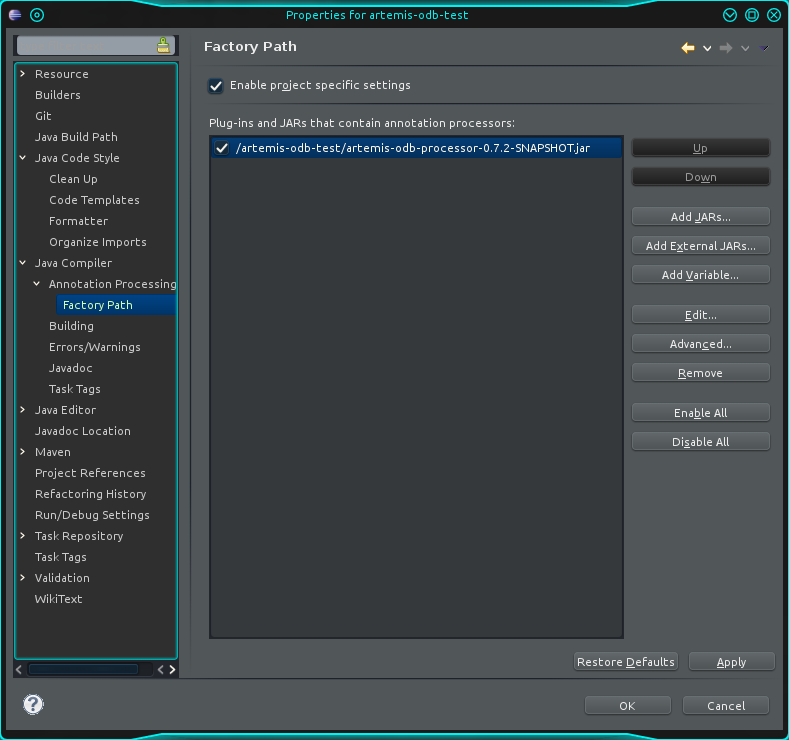 Properties for artemis-odb-test
Factory Path
Resource
Builders
Git
Java Build Path
Java Code Style
Clean Up
Code Templates
Formatter
Organize Imports
Java Compiler
Annotation Processing
Factory Path
Building
Errors/Warnings
Javadoc
Task Tags
Java Editor
Javadoc Location
Maven
Project References
Refactoring History
Run/Debug Settings
Task Repository
Task Tags
Validation
WikiText
Enable project specific settings
Plug-ins and JARs that contain annotation processors:
/artemis-odb-test/artemis-odb-processor-0.7.2-SNAPSHOT.jar
Up
Down
Add JARs...
Add External JARs...
Add Variable...
Edit...
Advanced...
Remove
Enable All
Disable All
Restore Defaults
Apply
?
OK
Cancel